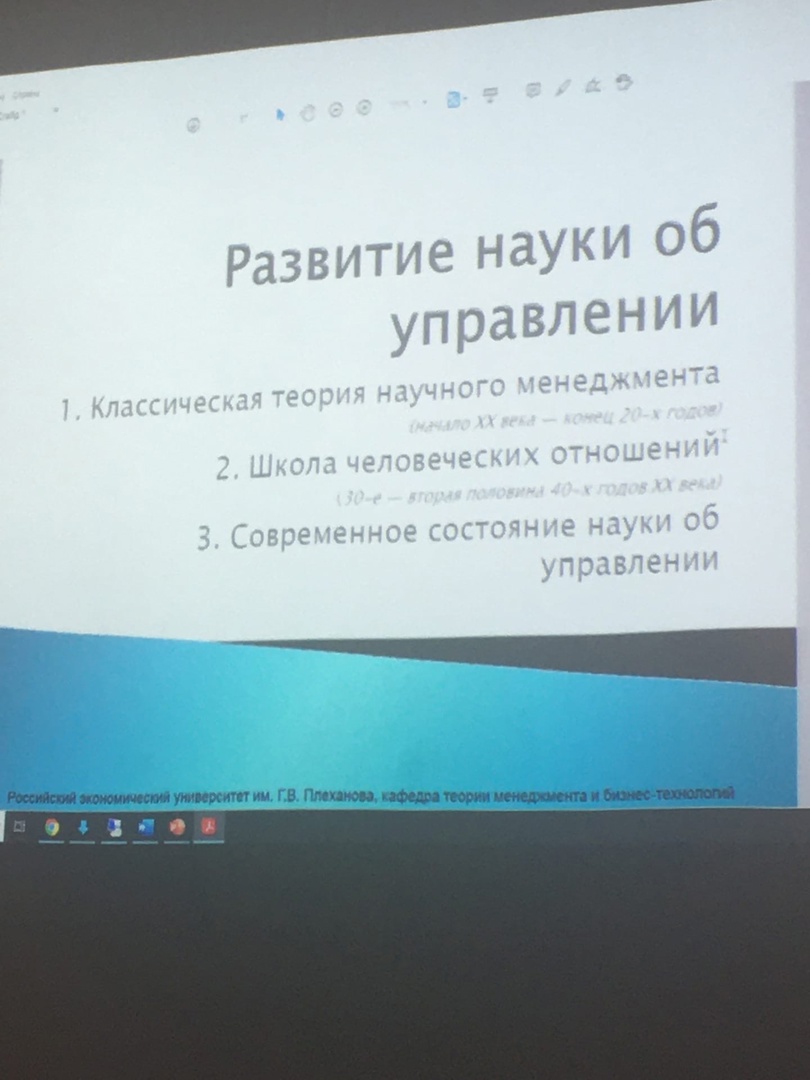 Развитие науки об
управлении
1. Классическая теория научного менеджмента
(начало XX века — конец 20-х годов)
2. Школа человеческих отношений
(30-е — вторая половина 40-х годов XX века)
3. Современное состояние науки об
управлении
Российский экономический университет им. Г.В. Плеханова, кафедра теории менеджмента и бизнес-технологий